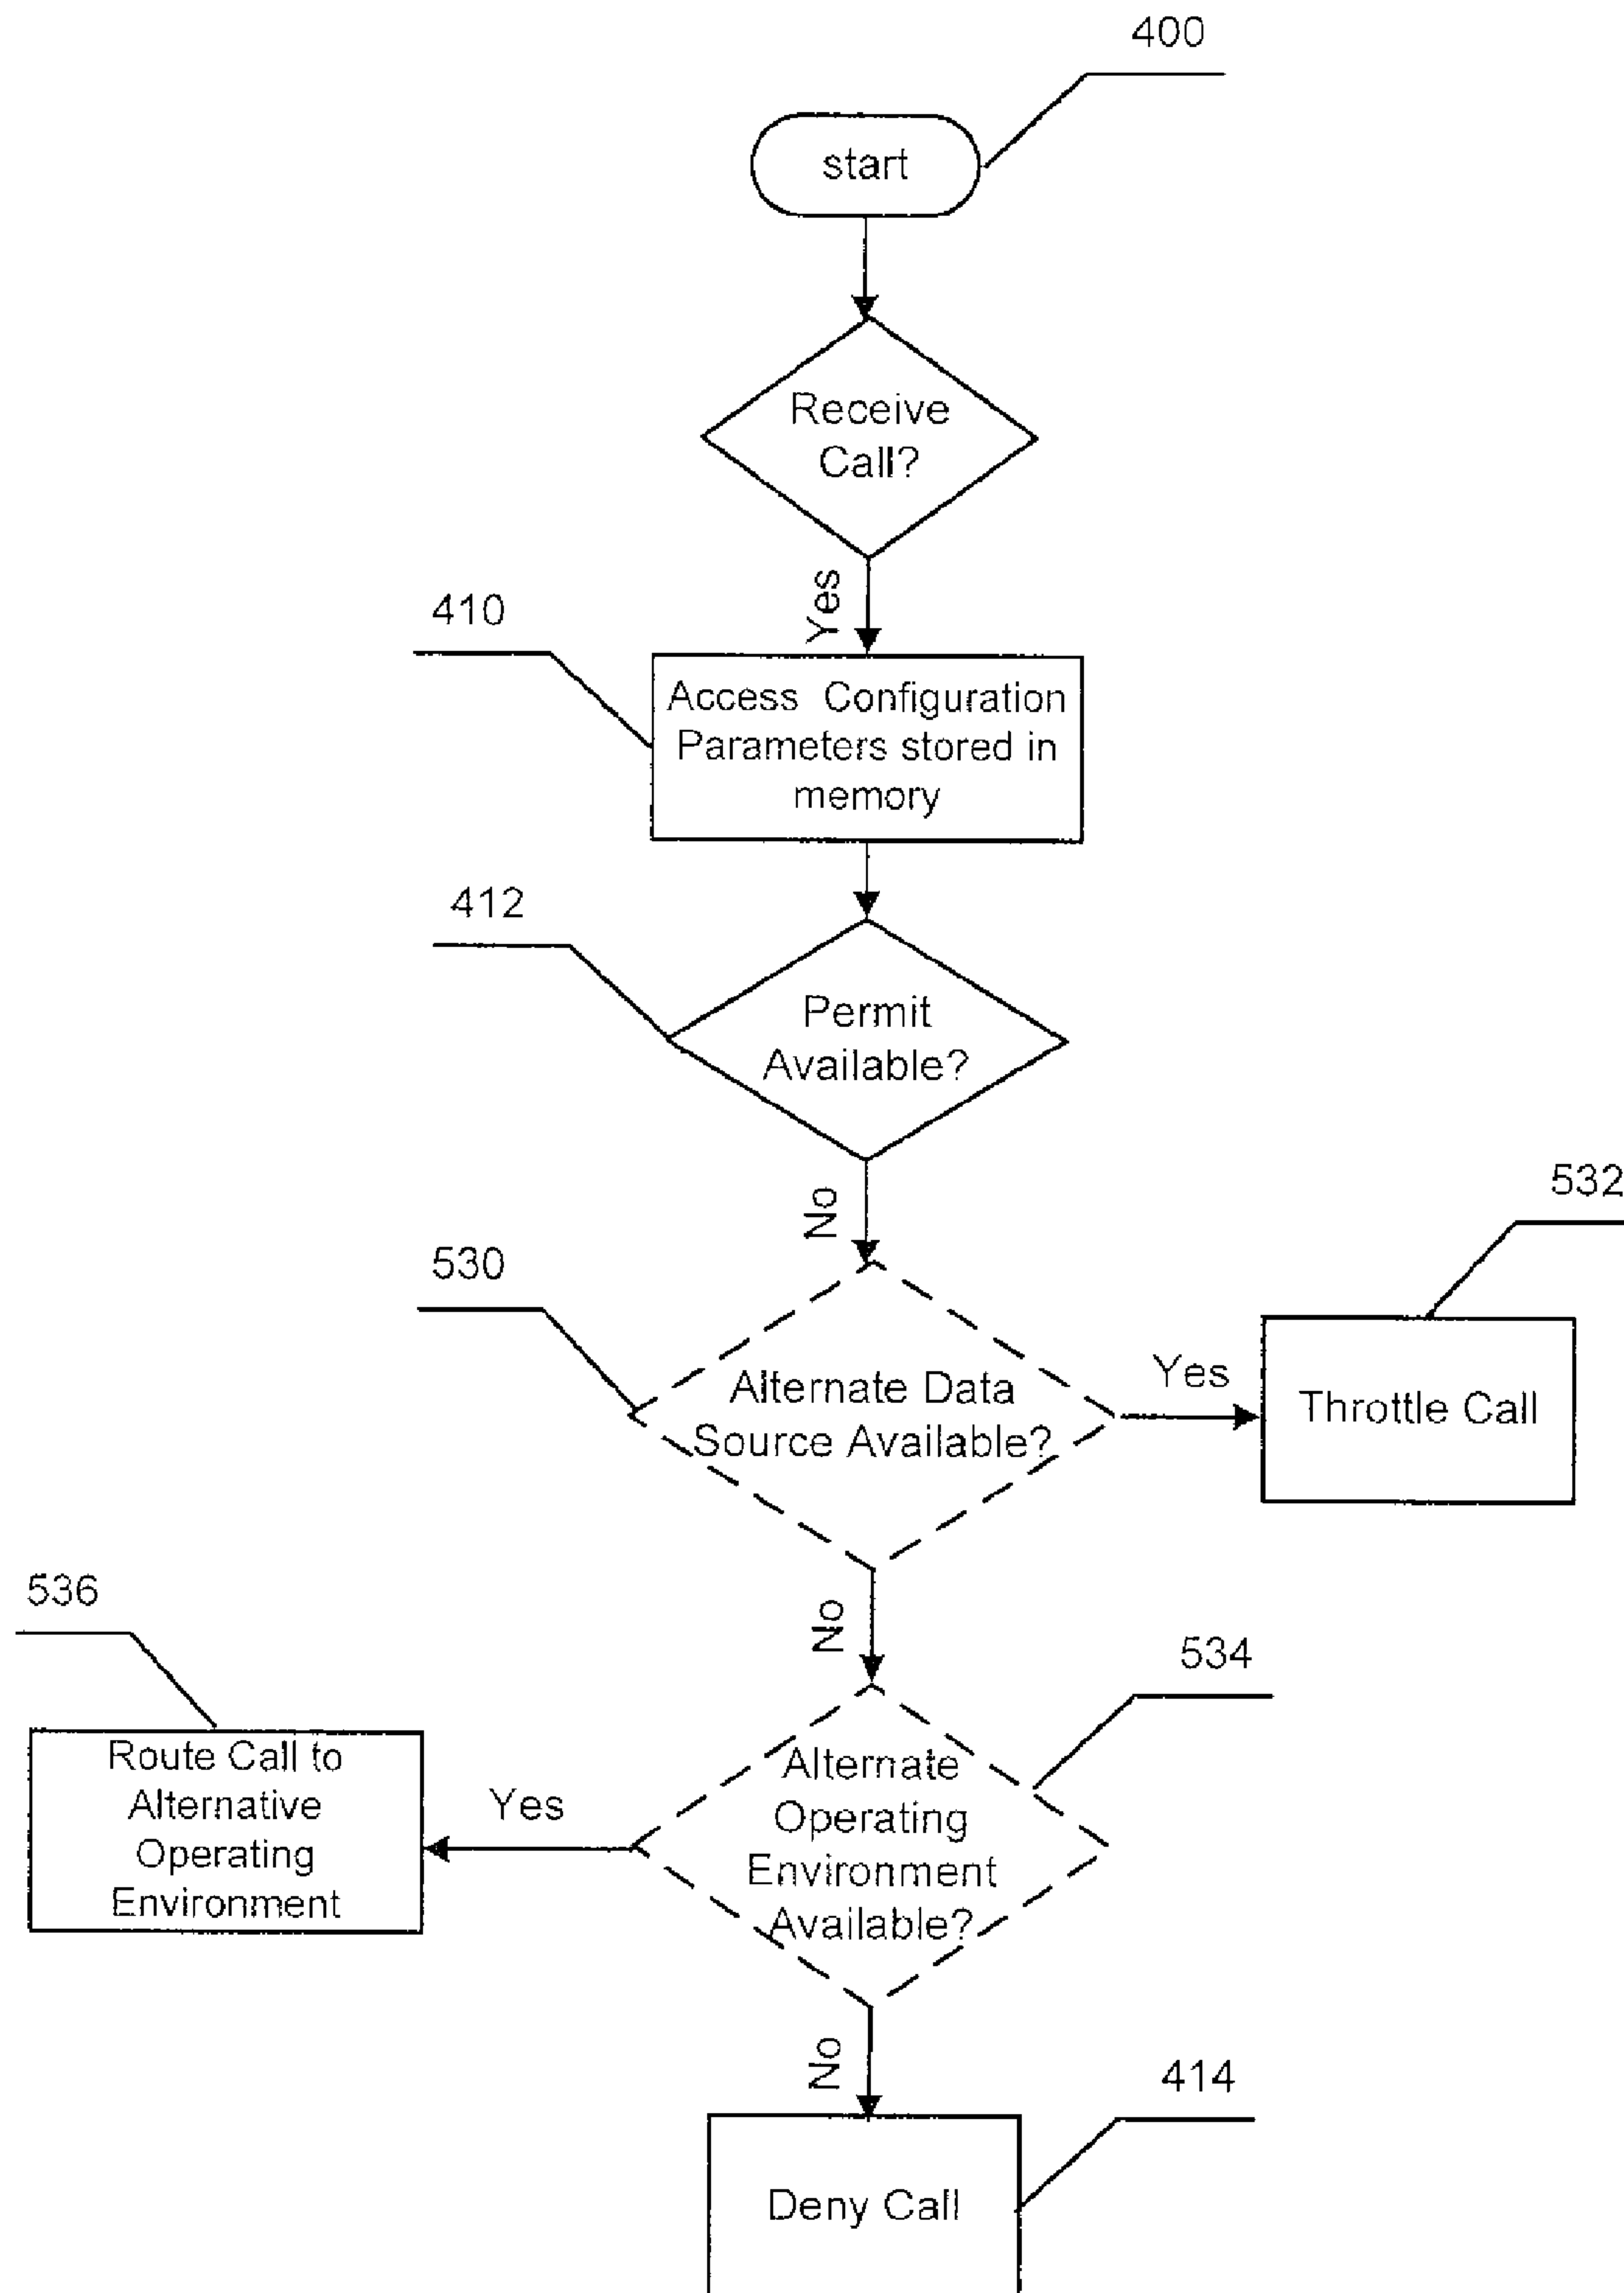 400
start
Receive
Call?
Yes
410
Access Configuration
Parameters stored in
memory
412
Permit
Available?
No
532
530
Alternate Data
Source Available?
Yes
Throttle Call
No
536
534
Route Call to
Alternative
Operating
Environment
Yes
Alternate
Operating
Environment
Available?
No
414
Deny Call